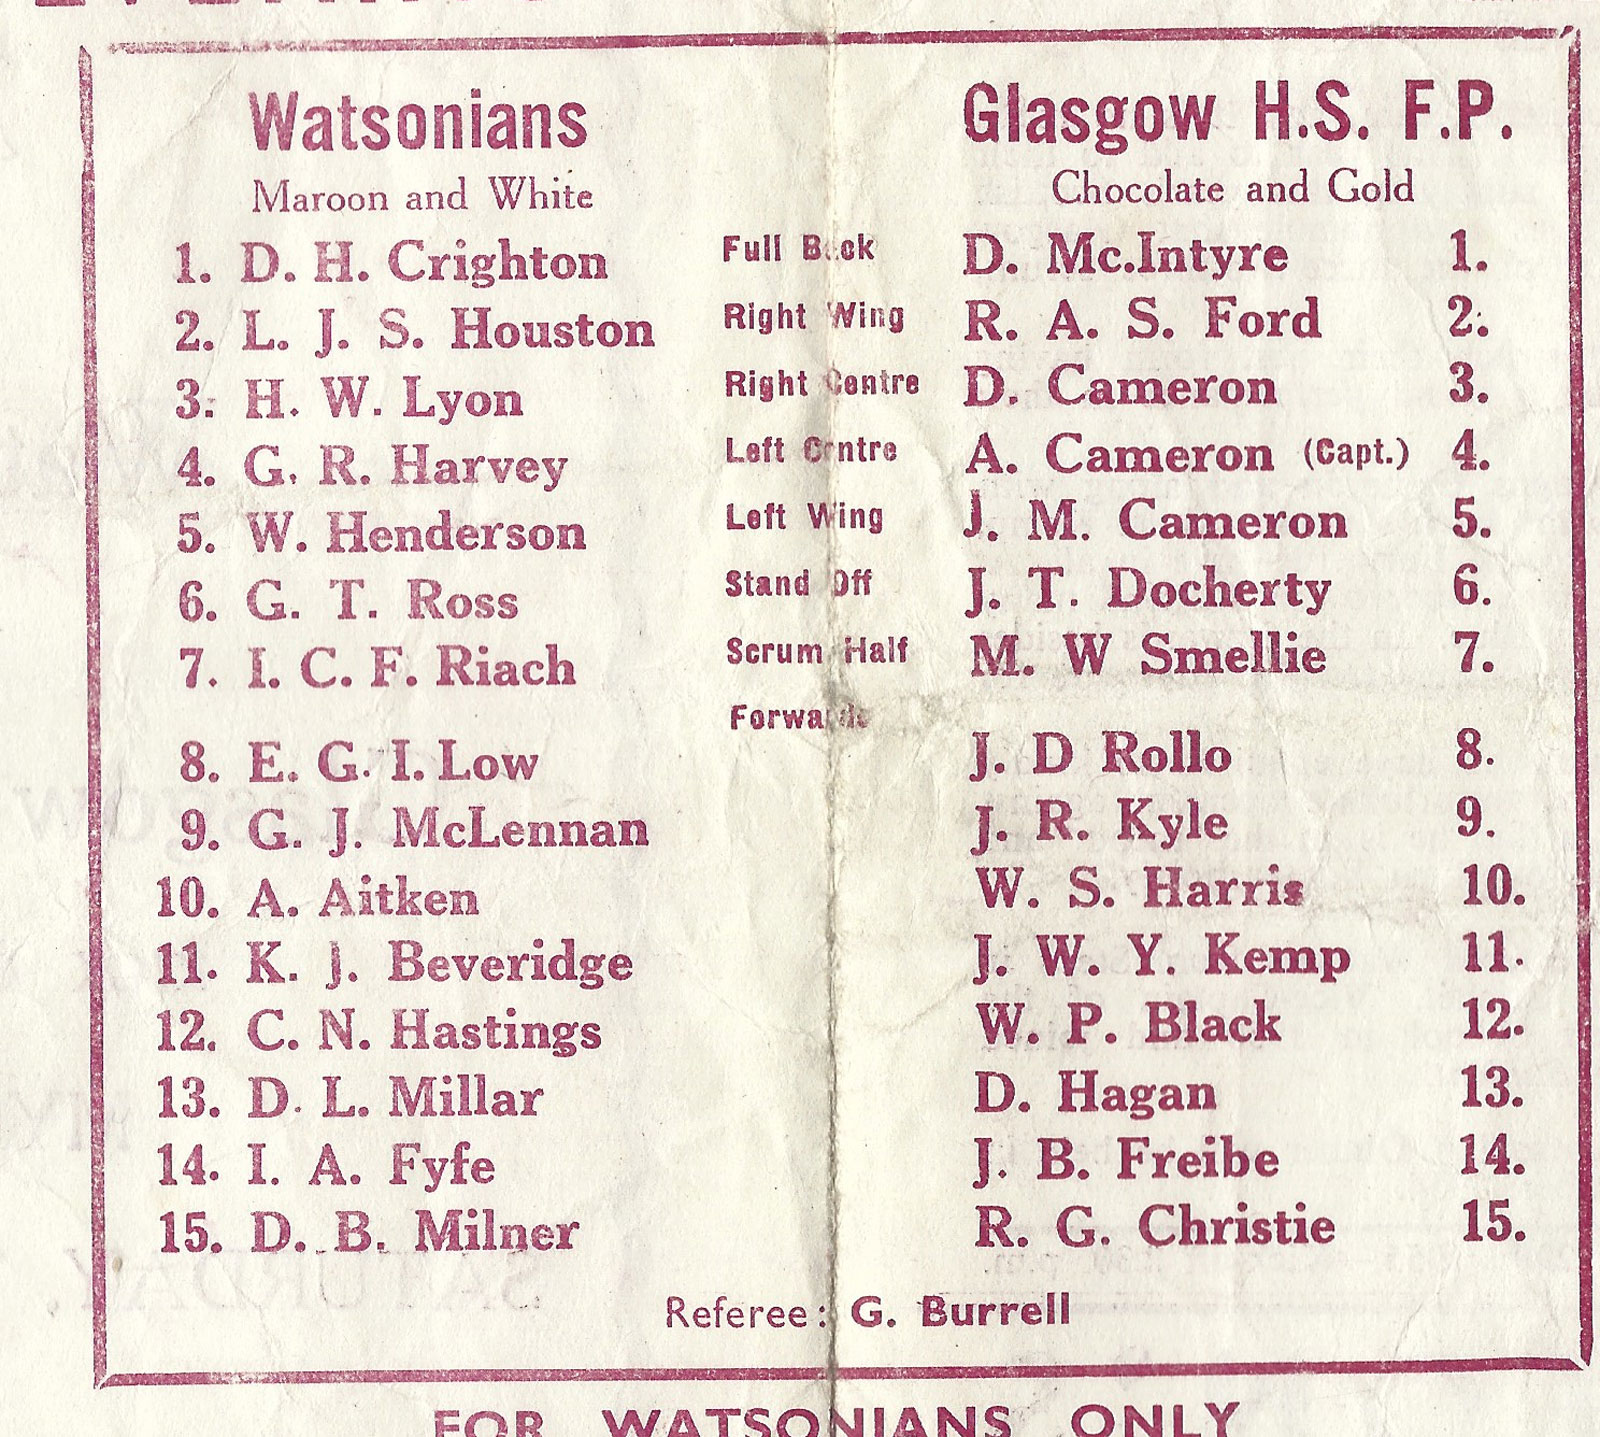 Watsonians Glasgow H.S. F.P.
Maroon and White Chocolate and Gold
1. D. H. Crighton Full Back D. Mc.Intyre 1.
2. L. J. S. Houston Right Wing R. A. S. Ford 2.
3. H. W. Lyon Right Centre D. Cameron 3.
4. G. R. Harvey Left Centre A. Cameron (Capt.) 4.
5. W. Henderson Left Wing J. M. Cameron 5.
6. G. T. Ross Stand Off J. T. Docherty 6.
7. I. C. F. Riach Scrum Half M. W Smellie 7.
Forwards
8. E. G. I. Low J. D Rollo 8.
9. G. J. McLennan J. R. Kyle 9.
10. A. Aitken W. S. Harris 10.
11. K. J. Beveridge J. W. Y. Kemp 11.
12. C. N. Hastings W. P. Black 12.
13. D. L. Millar D. Hagan 13.
14. I. A. Fyfe J. B. Freibe 14.
15. D. B. Milner R. G. Christie 15.
Referee: G. Burrell
FOR WATSONIANS ONLY